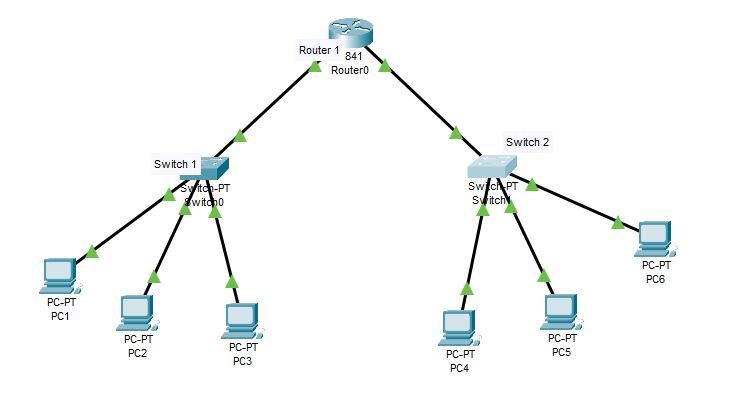 Router 1
841
Router0
Switch 1
Switch-PT
Switch0
Switch 2
Switch-PT
Switch1
PC-PT
PC1
PC-PT
PC2
PC-PT
PC3
PC-PT
PC4
PC-PT
PC5
PC-PT
PC6